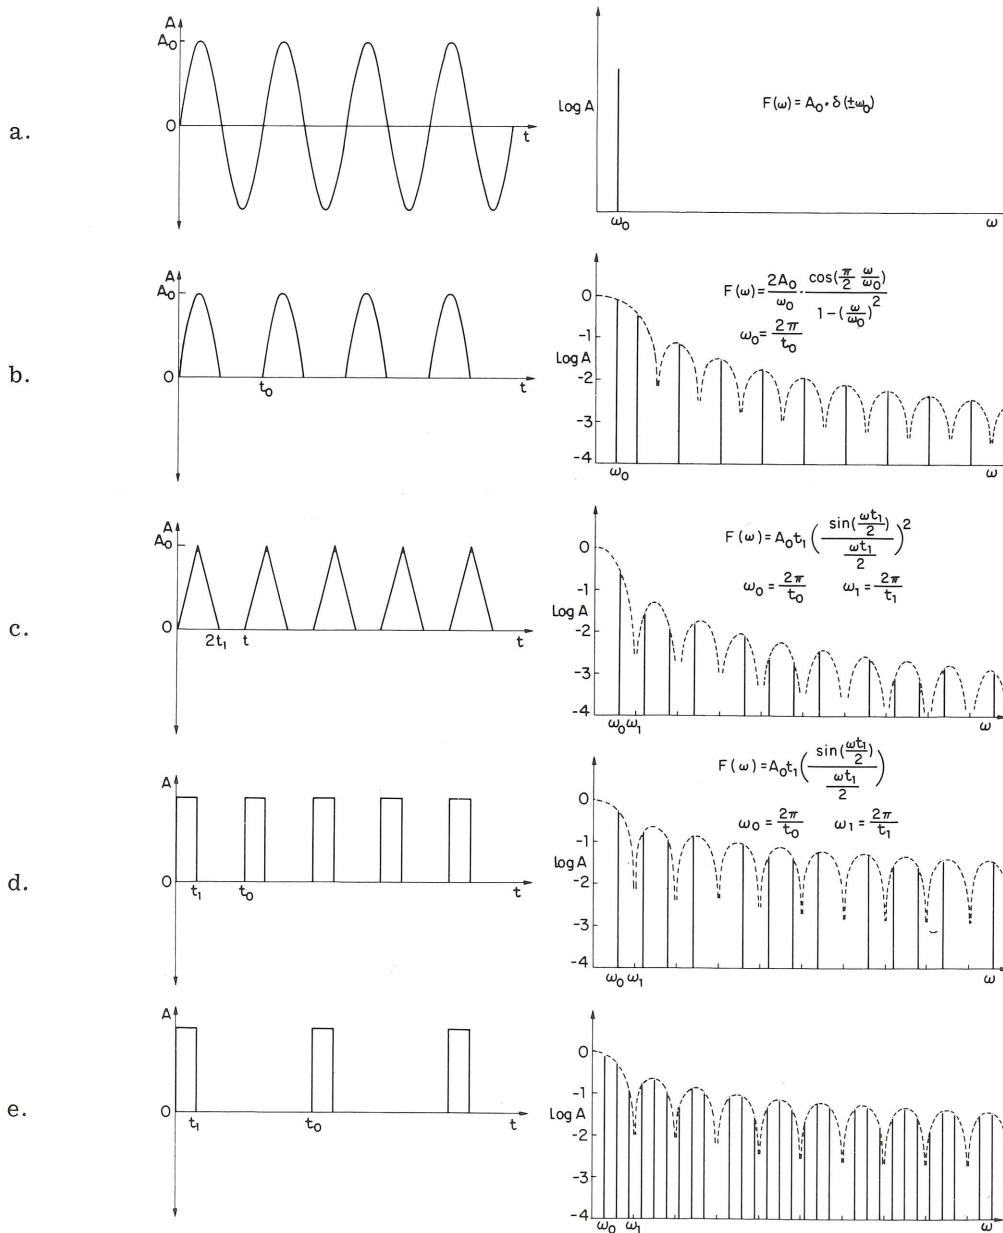 a.
A
A₀
0
t
log A
F(ω) = A₀ · δ(±ω₀)
ω₀
ω
b.
A
A₀
0
t₀
t
0
-1
Log A
-2
-3
-4
F(ω) = 2A₀/ω₀ · cos(π/2 ω/ω₀) / 1-(ω/ω₀)²
ω₀ = 2π/t₀
ω₀
ω
c.
A
A₀
0
2t₁
t
t
0
-1
Log A
-2
-3
-4
F(ω) = A₀t₁ (sin(ωt₁/2) / ωt₁/2)²
ω₀ = 2π/t₀
ω₁ = 2π/t₁
ω₀ ω₁
ω
d.
A
0
t₁
t₀
t
0
-1
Log A
-2
-3
-4
F(ω) = A₀t₁ (sin(ωt₁/2) / ωt₁/2)
ω₀ = 2π/t₀
ω₁ = 2π/t₁
ω₀ ω₁
ω
e.
A
0
t₁
t₀
t
0
-1
Log A
-2
-3
-4
ω₀
ω₁
ω